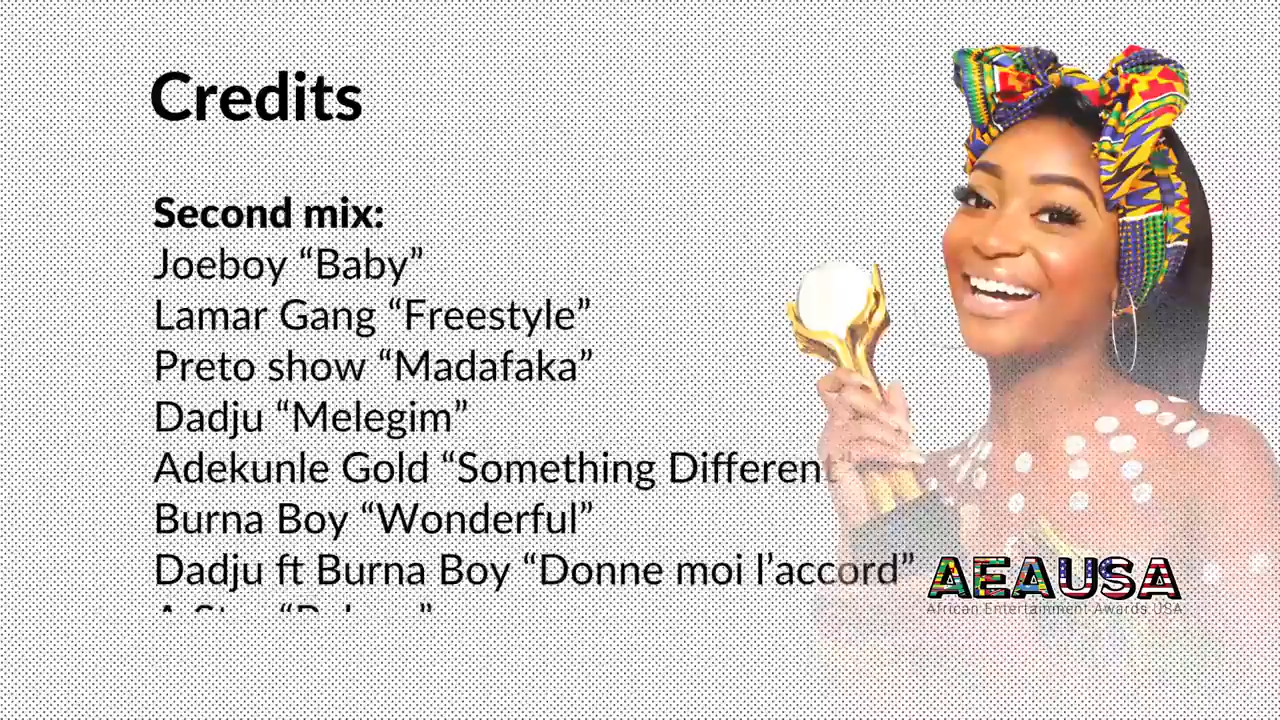 Credits
Second mix:
Joeboy “Baby”
Lamar Gang “Freestyle”
Preto show “Madafaka”
Dadju “Melegim”
Adekunle Gold “Something Different”
Burna Boy “Wonderful”
Dadju ft Burna Boy “Donne moi l’accord”
AEAUSA
African Entertainment Awards USA